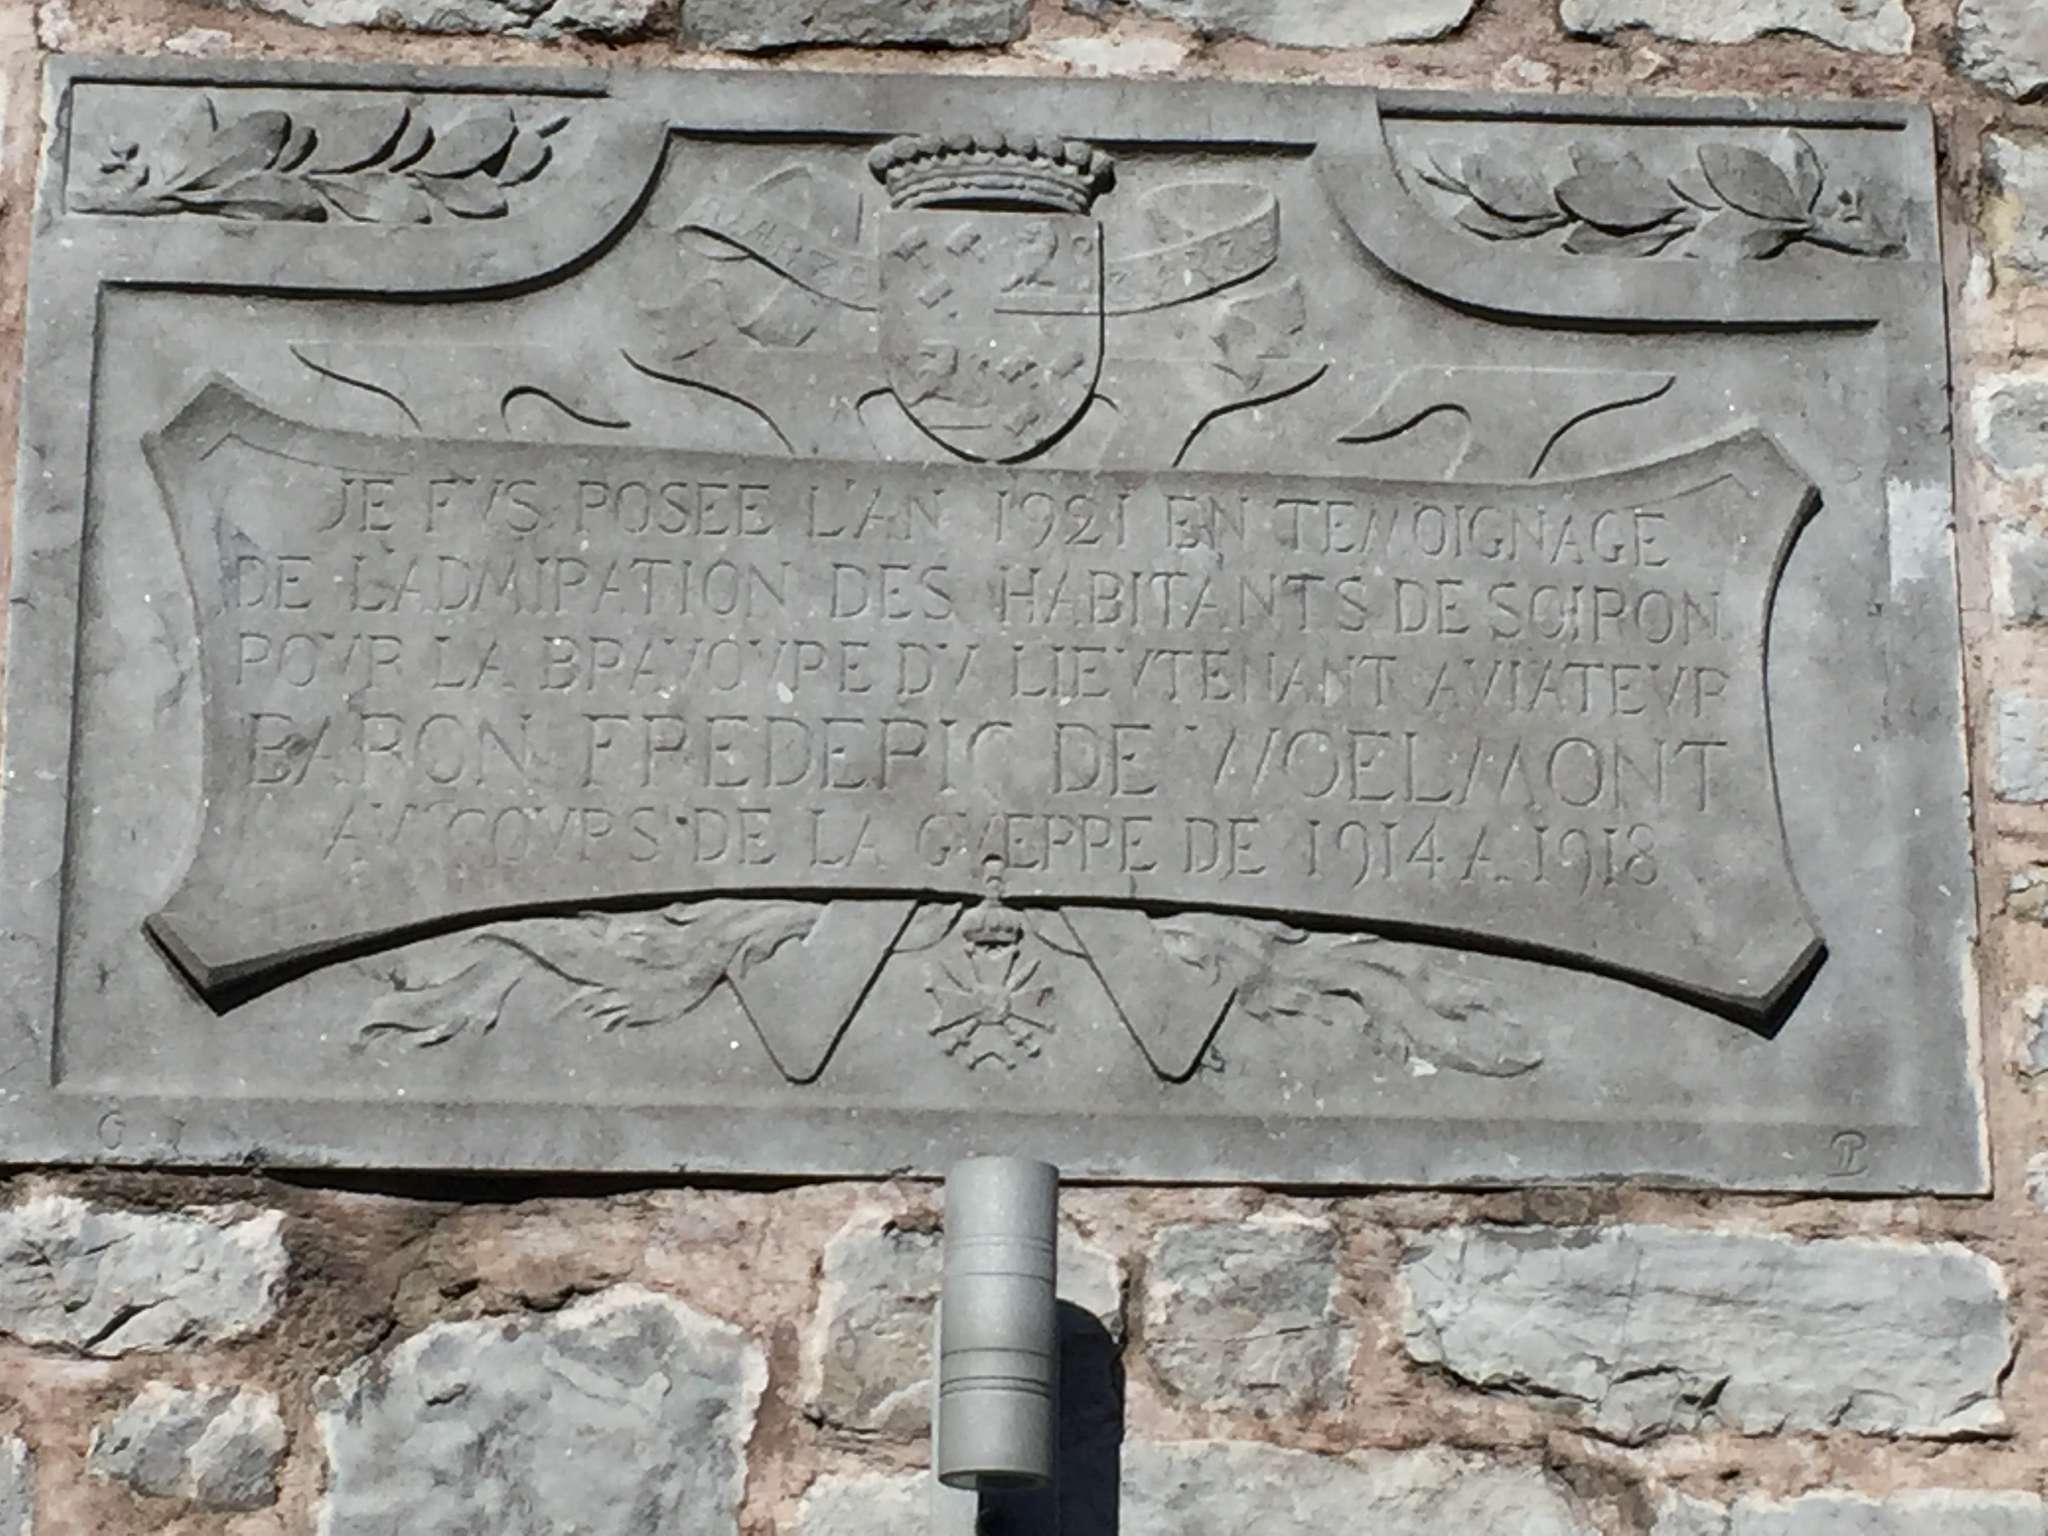 JE FVS POSEE L'AN 1921 EN TEMOIGNAGE
DE L'ADMIRATION DES HABITANTS DE SOIRON
POVR LA BRAVOVRE DV LIEVTENANT AVIATEVR
BARON FREDERIC DE WOELMONT
AV COVRS DE LA GVERRE DE 1914 A 1918